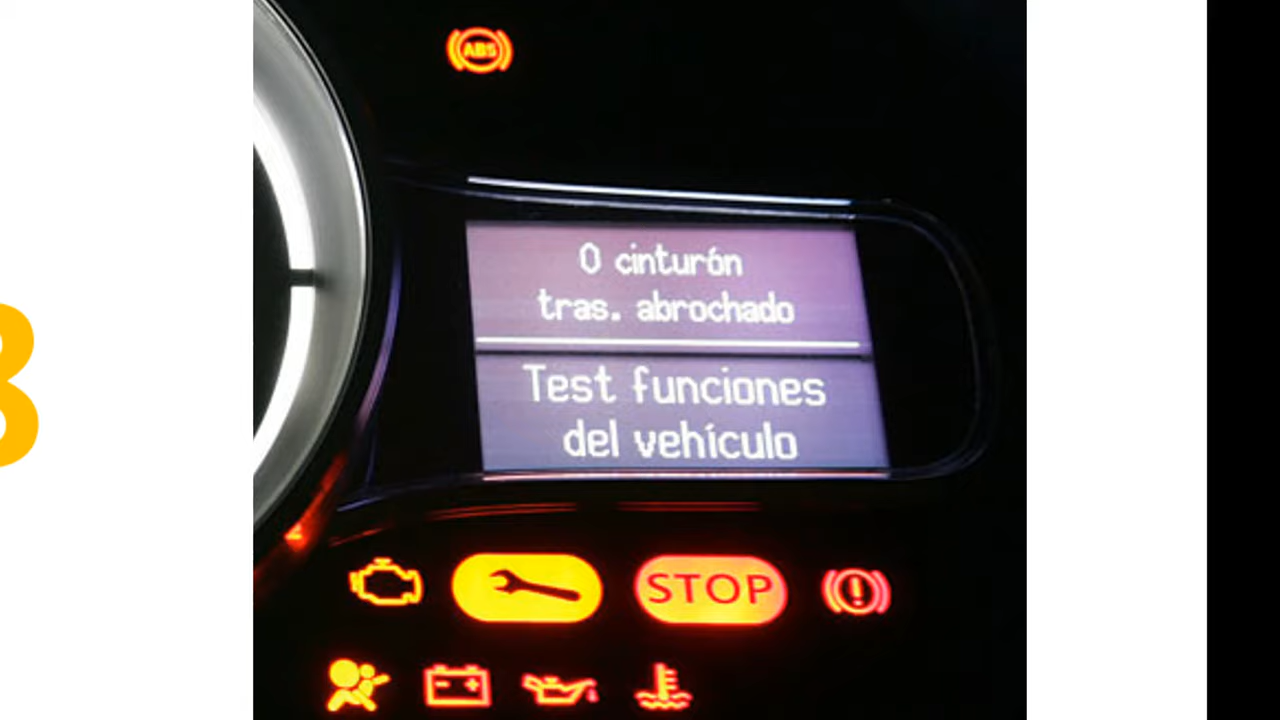 ABS
0 cinturón
tras. abrochado
Test funciones
del vehículo
STOP